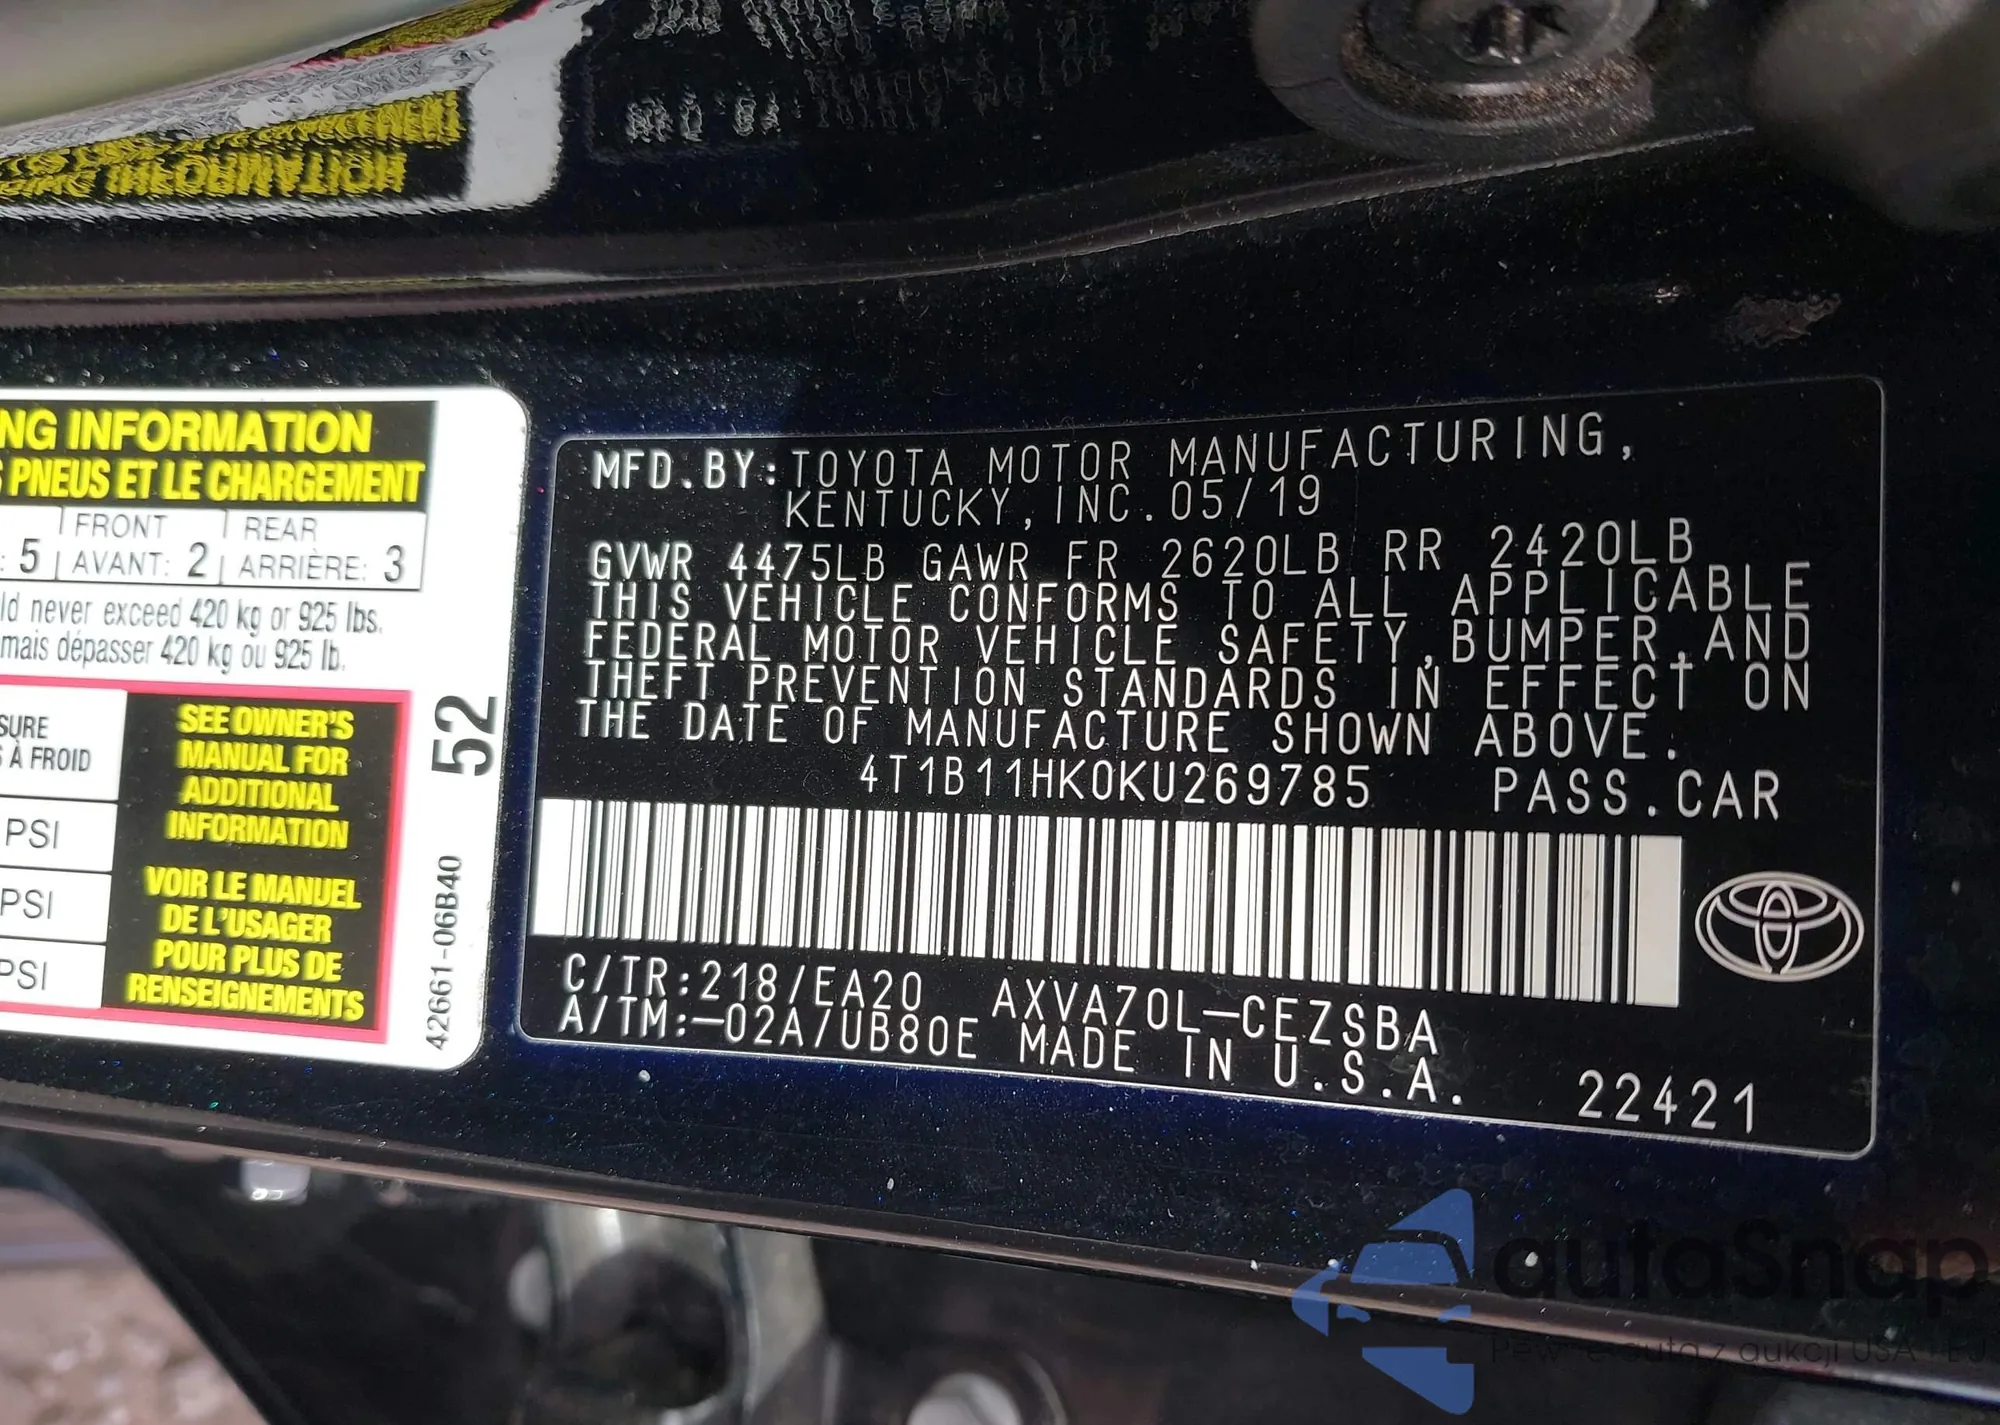 NG INFORMATION
S PNEUS ET LE CHARGEMENT
FRONT
REAR
: 5
AVANT: 2
ARRIÈRE: 3
ld never exceed 420 kg or 925 lbs.
mais dépasser 420 kg ou 925 lb.
SURE
S À FROID
PSI
PSI
PSI
SEE OWNER'S
MANUAL FOR
ADDITIONAL
INFORMATION
VOIR LE MANUEL
DE L'USAGER
POUR PLUS DE
RENSEIGNEMENTS
52
42661-06B40
MFD.BY:TOYOTA MOTOR MANUFACTURING,
KENTUCKY,INC.05/19
GVWR 4475LB GAWR FR 2620LB RR 2420LB
THIS VEHICLE CONFORMS TO ALL APPLICABLE
FEDERAL MOTOR VEHICLE SAFETY,BUMPER,AND
THEFT PREVENTION STANDARDS IN EFFECT ON
THE DATE OF MANUFACTURE SHOWN ABOVE.
4T1B11HK0KU269785 PASS.CAR
C/TR:218/EA20 AXVA70L-CEZSBA
A/TM:-02A/UB80E MADE IN U.S.A.
22421
autoSnap
auta z aukcji USA